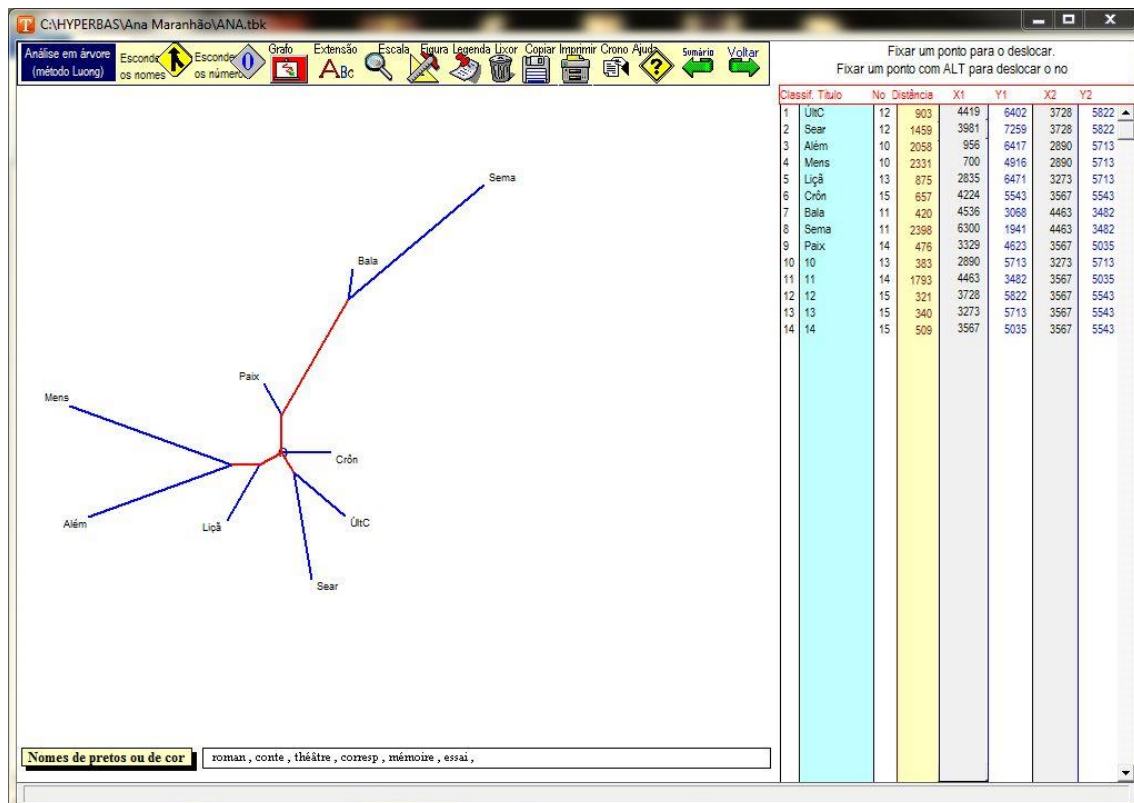 C:\HYPERBAS\Ana Maranhão\ANA.tbk
Análise em árvore
(método Luong)
Esconde
os nomes
Esconde
os número
0
Grafo
Extensão
ABC
Escala
Figura
Legenda
Lixor
Copiar
Imprimir
Crono
Ajuda
?
Sumário
Voltar
Fixar um ponto para o deslocar.
Fixar um ponto com ALT para deslocar o no
Classif. Título No Distância X1 Y1 X2 Y2
1 ÚltC 12 903 4419 6402 3728 5822
2 Sear 12 1459 3981 7259 3728 5822
3 Além 10 2058 956 6417 2890 5713
4 Mens 10 2331 700 4916 2890 5713
5 Liçã 13 875 2835 6471 3273 5713
6 Crôn 15 657 4224 5543 3567 5543
7 Bala 11 420 4536 3068 4463 3482
8 Sema 11 2398 6300 1941 4463 3482
9 Paix 14 476 3329 4623 3567 5035
10 10 13 383 2890 5713 3273 5713
11 11 14 1793 4463 3482 3567 5035
12 12 15 321 3728 5822 3567 5543
13 13 15 340 3273 5713 3567 5543
14 14 15 509 3567 5035 3567 5543
Sema
Bala
Paix
Mens
Crôn
Além
Liçã
ÚltC
Sear
Nomes de pretos ou de cor
roman , conte , théâtre , corresp , mémoire , essai ,